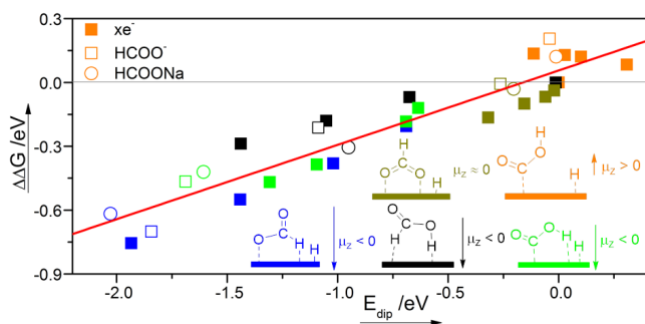 0.3
0.0
-0.3
-0.6
-0.9
ΔΔG /eV
xe⁻
HCOO⁻
HCOONa
H
C
O O H
μz ≈ 0
H
O
O C H
μz > 0
O
O C H H
μz < 0
O
C O
H H
μz < 0
O H
O C H
μz < 0
-2.0 -1.5 -1.0 -0.5 0.0
E_dip /eV